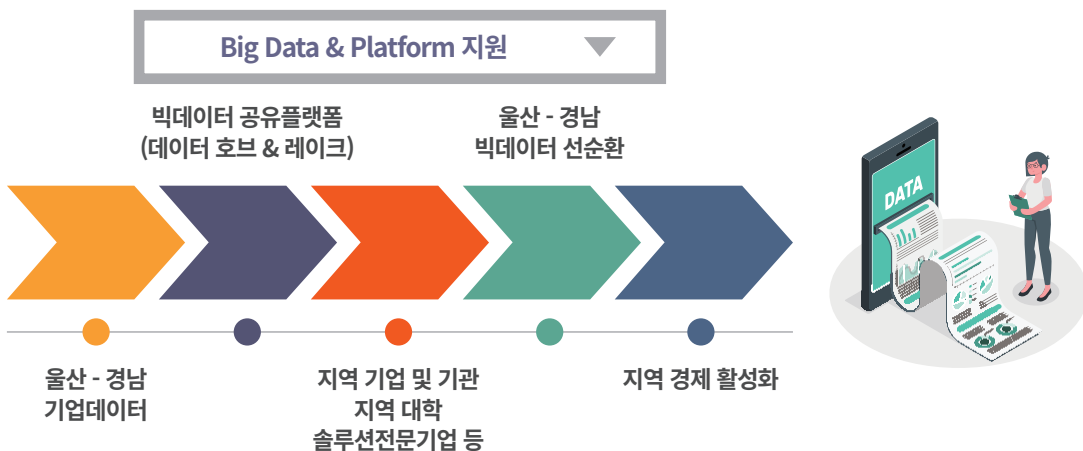 Big Data & Platform 지원
빅데이터 공유플랫폼
(데이터 호브 & 레이크)
울산 - 경남
빅데이터 선순환
DATA
울산 - 경남
기업데이터
지역 기업 및 기관
지역 대학
솔루션전문기업 등
지역 경제 활성화